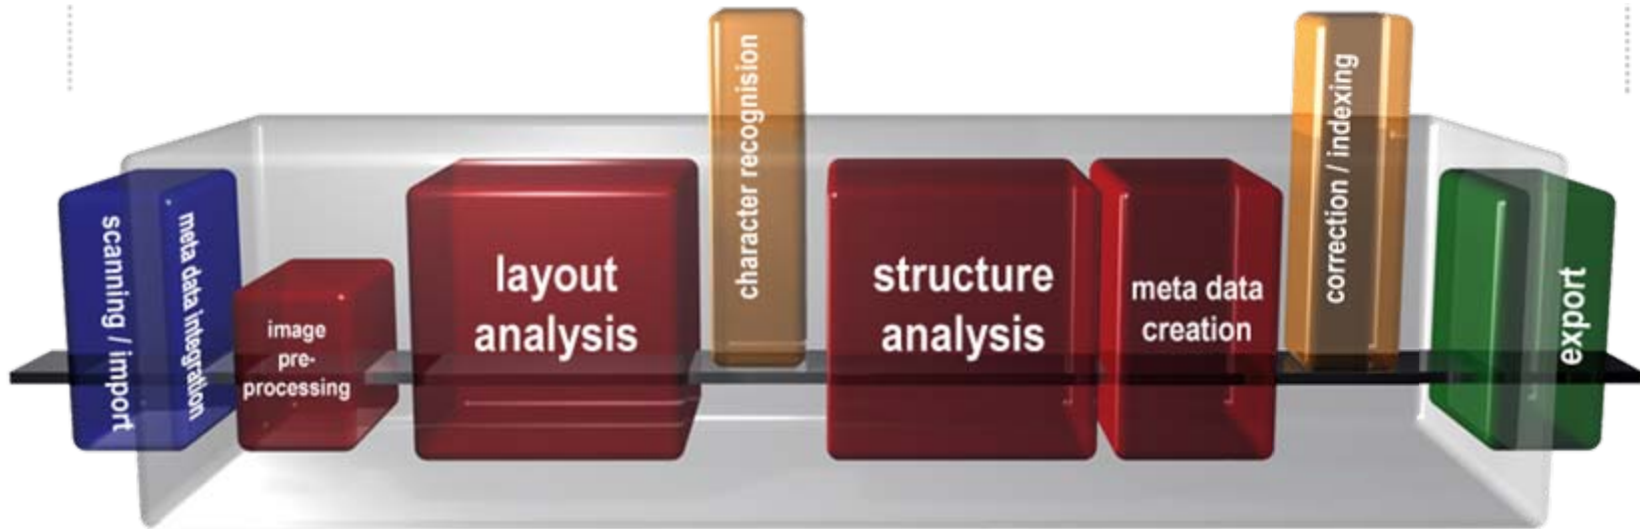 scanning / import
meta data integration
image
pre-
processing
layout
analysis
character recognision
structure
analysis
meta data
creation
correction / indexing
export